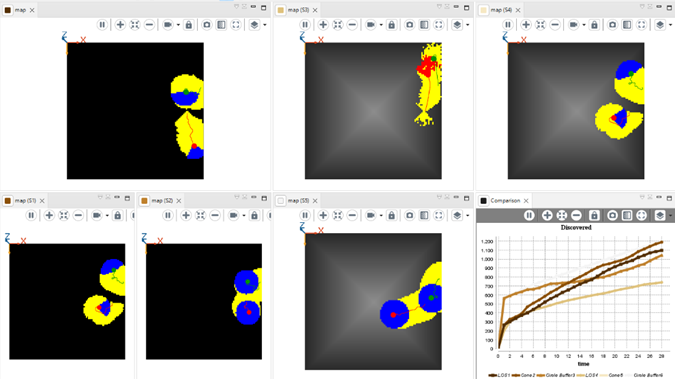 map
map (S3)
map (S4)
Z X
Z X
Z X
map (S1)
map (S2)
map (S5)
Comparison
Z X
Z X
Z X
Discovered
1.200
1.100
1.000
900
800
700
600
500
400
300
200
100
0
0 2 4 6 8 10 12 14 16 18 20 22 24 26 28
time
LOS1 Cone 2 Circle Buffer3 LOS4 Cone5 Circle Buffer6